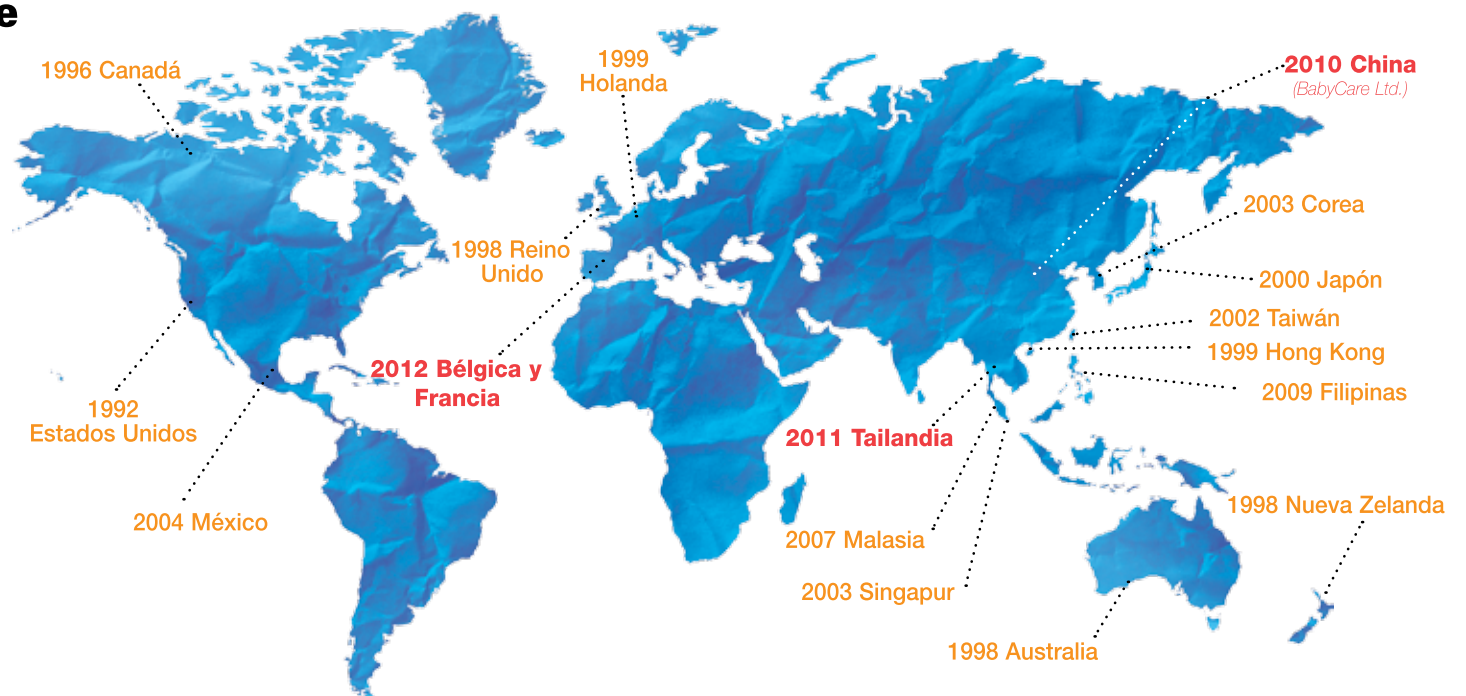 e
1996 Canadá
1999
Holanda
2010 China
(BabyCare Ltd.)
2003 Corea
1998 Reino
Unido
2000 Japón
2002 Taiwán
1999 Hong Kong
2012 Bélgica y
Francia
2009 Filipinas
1992
Estados Unidos
2011 Tailandia
2004 México
1998 Nueva Zelanda
2007 Malasia
2003 Singapur
1998 Australia